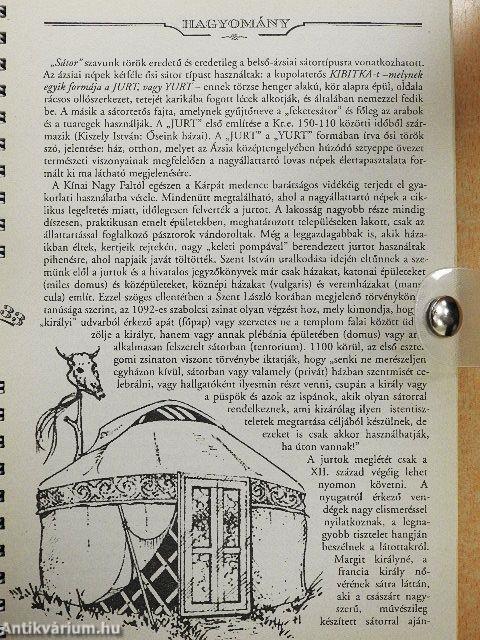 HAGYOMÁNY
„Sátor" szavunk török eredetű és eredetileg a belső-ázsiai sátortípusra vonatkozhatott.
Az ázsiai népek kétféle ősi sátor típust használtak: a kupolatetős KIBITKA-t –melynek
egyik formája a JURT, vagy YURT – ennek törzse henger alakú, kör alapra épül, oldala
rácsos ollószerkezet, tetejét karikába fogott lécek alkotják, és általában nemezzel fedik
be. A másik a sátortetős fajta, amelynek gyűjtőneve a „feketesátor" és főleg az arabok
és a tuaregek használják. A „JURT" első említése a Kr.e. 150-110 közötti időből szár-
mazik (Kiszely István: Őseink házai). A „JURT" a "YURT" formában írva ősi török
szó, jelentése: ház, otthon, melyet az Ázsia középtengelyében húzódó sztyeppe övezet
természeti viszonyainak megfelelően a nagyállattartó lovas népek élettapasztalata for-
mált ki ma látható megjelenésére.
A Kínai Nagy Faltól egészen a Kárpát medence barátságos vidékéig terjedt el gya-
korlati használatba vétele. Mindenütt megtalálható, ahol a nagyállattartó népek a cik-
likus legeltetés miatt, időlegesen felverték a jurtot. A lakosság nagyobb része mindig
díszesen, praktikusan emelt épületekben, meghatározott településeken lakott, csak az
állattartással foglalkozó pásztorok vándoroltak. Még a leggazdagabbak is, akik háza-
ikban éltek, kertjeik rejtekén, nagy „keleti pompával" berendezett jurtot használtak
pihenésre, ahol napjaik javát töltötték. Szent István uralkodása idején eltűnnek a sze-
münk elől a jurtok és a hivatalos jegyzőkönyvek már csak házakat, katonai épületeket
(miles domus) és középületeket, köznépi házakat (vulgaris) és veremházakat (mans
cula) említ. Ezzel szöges ellentétben a Szent László korában megjelenő törvénykön
tanúsága szerint, az 1092-es szabolcsi zsinat olyan végzést hoz, mely kimondja, hog
„királyi" udvarból érkező apát (főpap) vagy szerzetes ne a templom falai között üd
zölje a királyt, hanem vagy annak plébánia épületében (domus) vagy ar
alkalmasan felszerelt sátorban (tentorium). 1100 körül, az első eszte
gomi zsinaton viszont törvénybe iktatják, hogy „senki ne merészeljen
egyházon kívül, sátorban vagy valamely (privát) házban szentmisét ce-
lebrálni, vagy hallgatóként ilyesmin részt venni, csupán a király vagy
a püspök és azok az ispánok, akik olyan sátorral
rendelkeznek, ami kizárólag ilyen istentisz-
teletek megtartása céljából készülnek, de
ezeket is csak akkor használhatják,
ha úton vannak!"
A jurtok meglétét csak a
XII. század végéig lehet
nyomon követni. A
nyugatról érkező ven-
dégek nagy elismeréssel
nyilatkoznak, a legna-
gyobb tisztelet hangján
beszélnek a látottakról.
Margit királyné, a
francia király nő-
vérének sátra láttán,
aki a császárt nagy-
szerű, művészileg
készített sátorral aján-
33
Antikvárium.hu